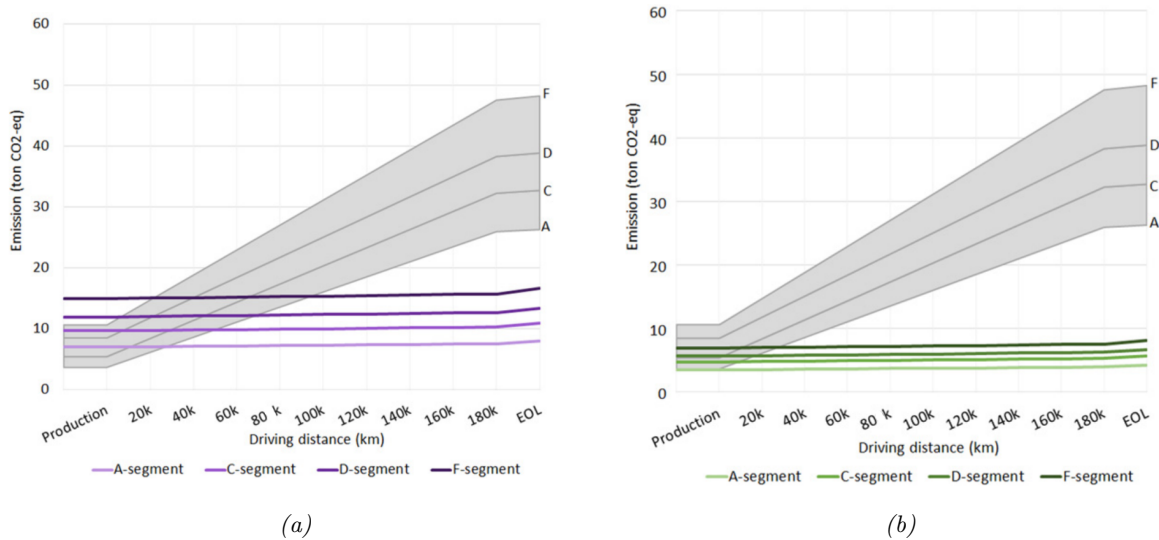 Emission (ton CO2-eq)
60
50
40
30
20
10
0
F
D
C
A
Production 20k 40k 60k 80 k 100k 120k 140k 160k 180k EOL
Driving distance (km)
A-segment C-segment D-segment F-segment
(a)
Emission (ton CO2-eq)
60
50
40
30
20
10
0
F
D
C
A
Production 20k 40k 60k 80 k 100k 120k 140k 160k 180k EOL
Driving distance (km)
A-segment C-segment D-segment F-segment
(b)